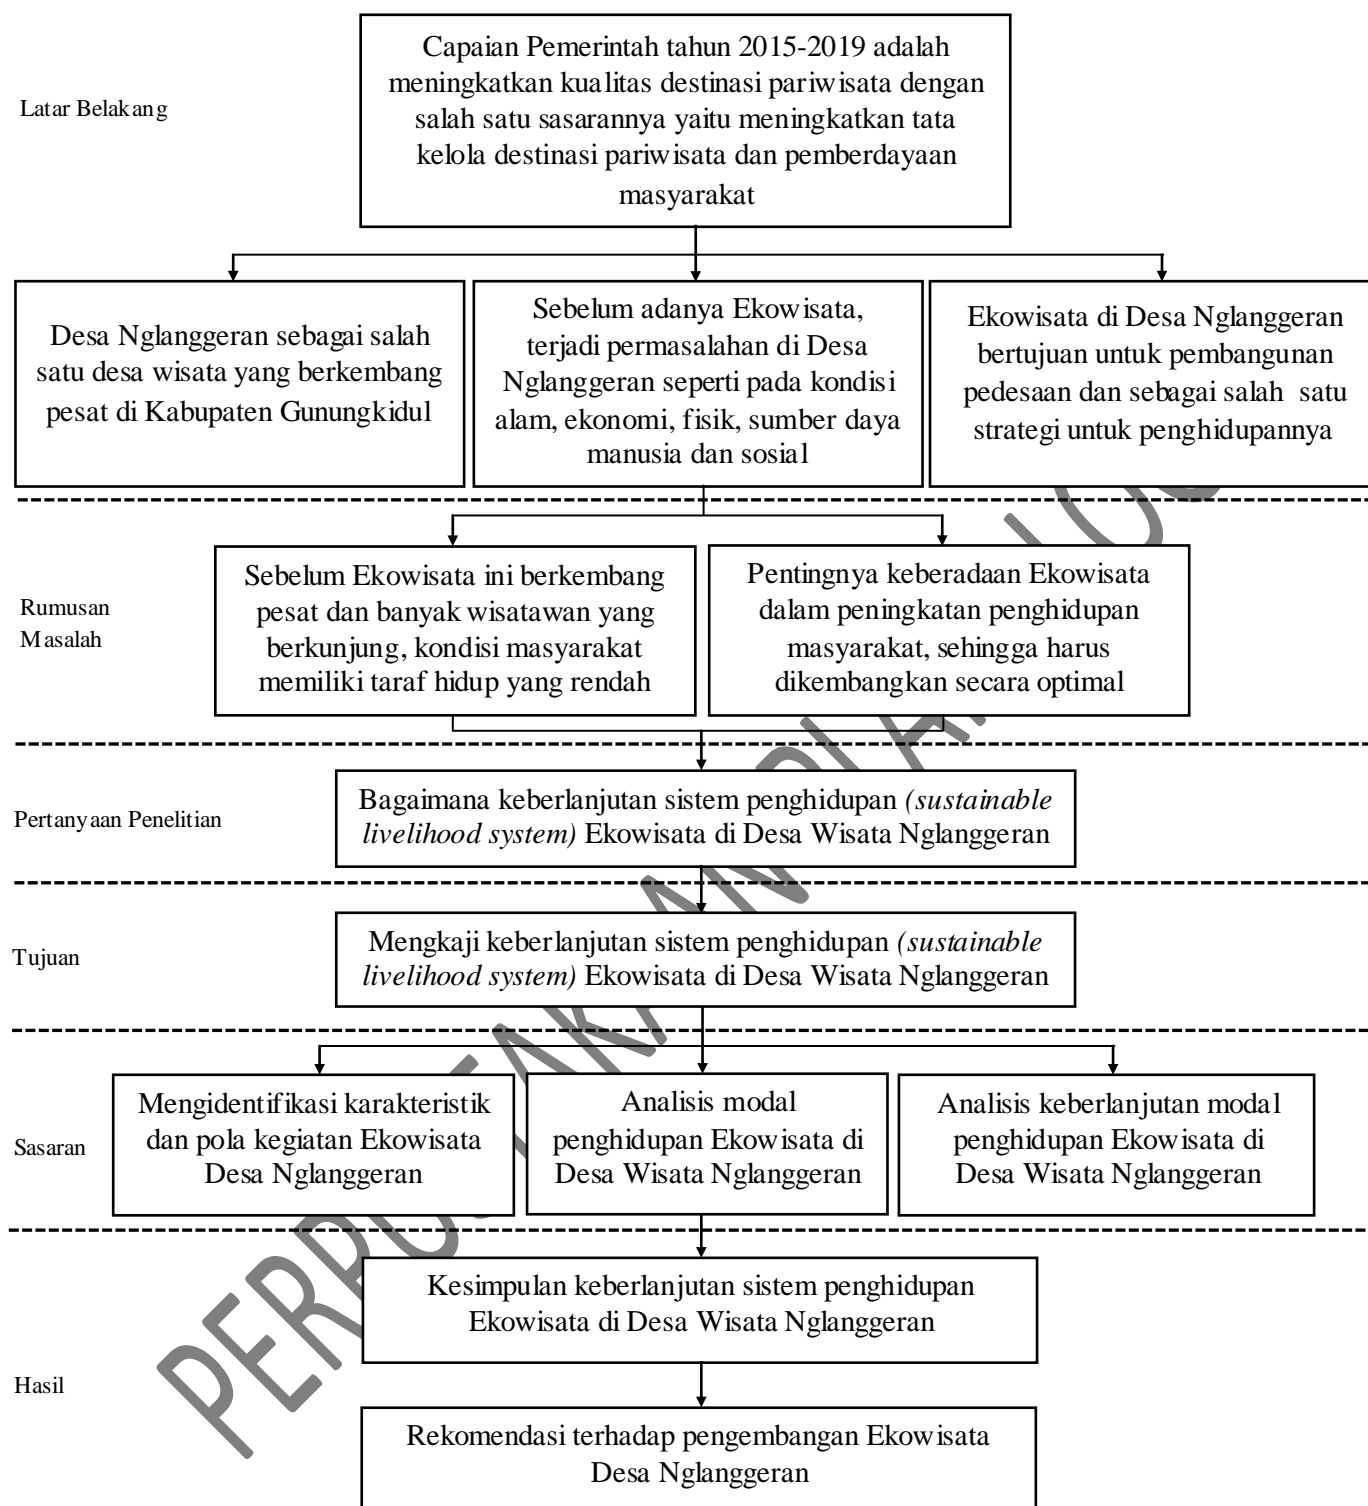 Latar Belakang
Capaian Pemerintah tahun 2015-2019 adalah
meningkatkan kualitas destinasi pariwisata dengan
salah satu sasarannya yaitu meningkatkan tata
kelola destinasi pariwisata dan pemberdayaan
masyarakat
Desa Nglanggeran sebagai salah
satu desa wisata yang berkembang
pesat di Kabupaten Gunungkidul
Sebelum adanya Ekowisata,
terjadi permasalahan di Desa
Nglanggeran seperti pada kondisi
alam, ekonomi, fisik, sumber daya
manusia dan sosial
Ekowisata di Desa Nglanggeran
bertujuan untuk pembangunan
pedesaan dan sebagai salah satu
strategi untuk penghidupannya
Rumusan
Masalah
Sebelum Ekowisata ini berkembang
pesat dan banyak wisatawan yang
berkunjung, kondisi masyarakat
memiliki taraf hidup yang rendah
Pentingnya keberadaan Ekowisata
dalam peningkatan penghidupan
masyarakat, sehingga harus
dikembangkan secara optimal
Pertanyaan Penelitian
Bagaimana keberlanjutan sistem penghidupan (sustainable
livelihood system) Ekowisata di Desa Wisata Nglanggeran
Tujuan
Mengkaji keberlanjutan sistem penghidupan (sustainable
livelihood system) Ekowisata di Desa Wisata Nglanggeran
Sasaran
Mengidentifikasi karakteristik
dan pola kegiatan Ekowisata
Desa Nglanggeran
Analisis modal
penghidupan Ekowisata di
Desa Wisata Nglanggeran
Analisis keberlanjutan modal
penghidupan Ekowisata di
Desa Wisata Nglanggeran
Hasil
Kesimpulan keberlanjutan sistem penghidupan
Ekowisata di Desa Wisata Nglanggeran
Rekomendasi terhadap pengembangan Ekowisata
Desa Nglanggeran